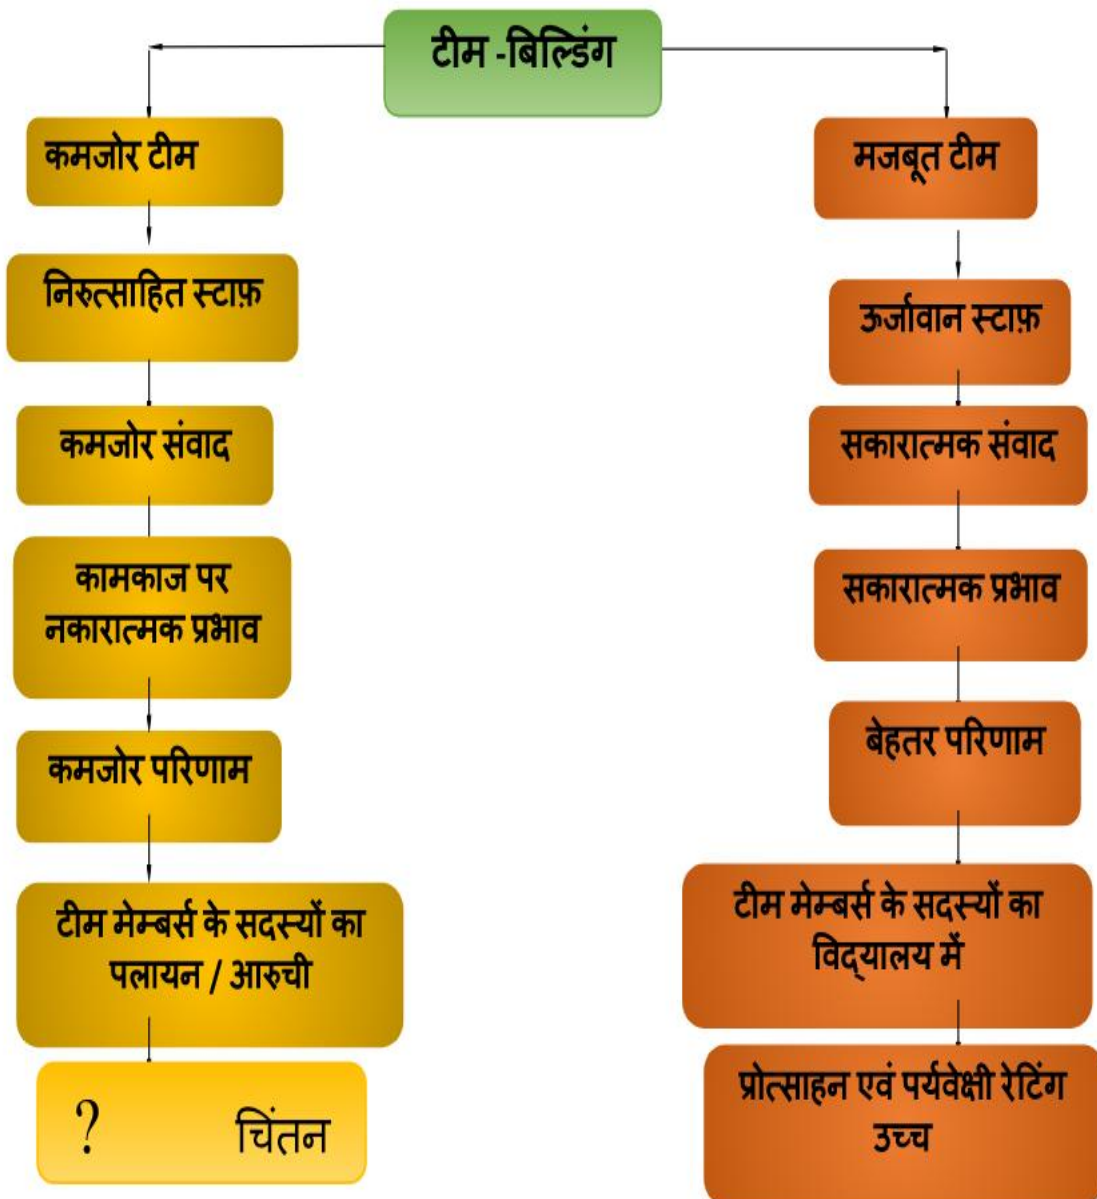 टीम -बिल्डिंग
कमजोर टीम
निरुत्साहित स्टाफ़
कमजोर संवाद
कामकाज पर
नकारात्मक प्रभाव
कमजोर परिणाम
टीम मेम्बर्स के सदस्यों का
पलायन / आरुची
? चिंतन
मजबूत टीम
ऊर्जावान स्टाफ़
सकारात्मक संवाद
सकारात्मक प्रभाव
बेहतर परिणाम
टीम मेम्बर्स के सदस्यों का
विद्यालय में
प्रोत्साहन एवं पर्यवेक्षी रेटिंग
उच्च